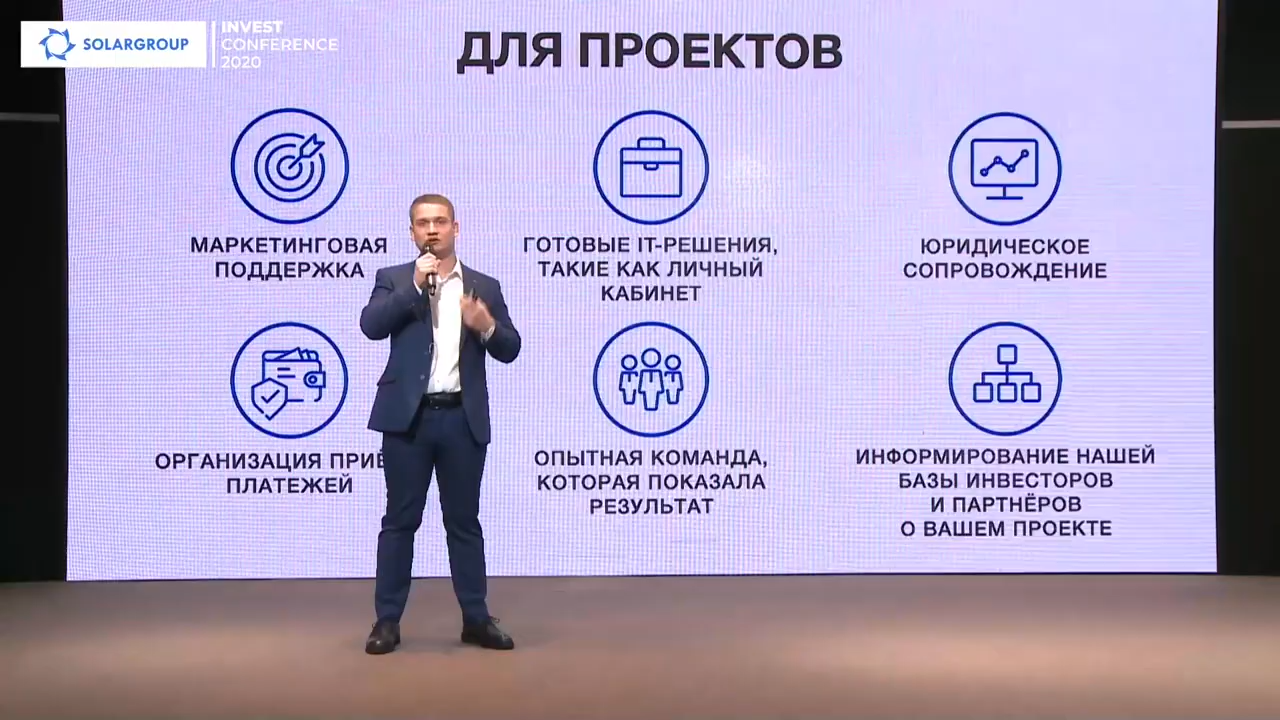 SOLARGROUP
INVEST
CONFERENCE
2020
ДЛЯ ПРОЕКТОВ
МАРКЕТИНГОВАЯ
ПОДДЕРЖКА
ГОТОВЫЕ IT-РЕШЕНИЯ,
ТАКИЕ КАК ЛИЧНЫЙ
КАБИНЕТ
ЮРИДИЧЕСКОЕ
СОПРОВОЖДЕНИЕ
ОРГАНИЗАЦИЯ
ПЛАТЕЖЕЙ
ОПЫТНАЯ КОМАНДА,
КОТОРАЯ ПОКАЗАЛА
РЕЗУЛЬТАТ
ИНФОРМИРОВАНИЕ НАШЕЙ
БАЗЫ ИНВЕСТОРОВ
И ПАРТНЁРОВ
О ВАШЕМ ПРОЕКТЕ